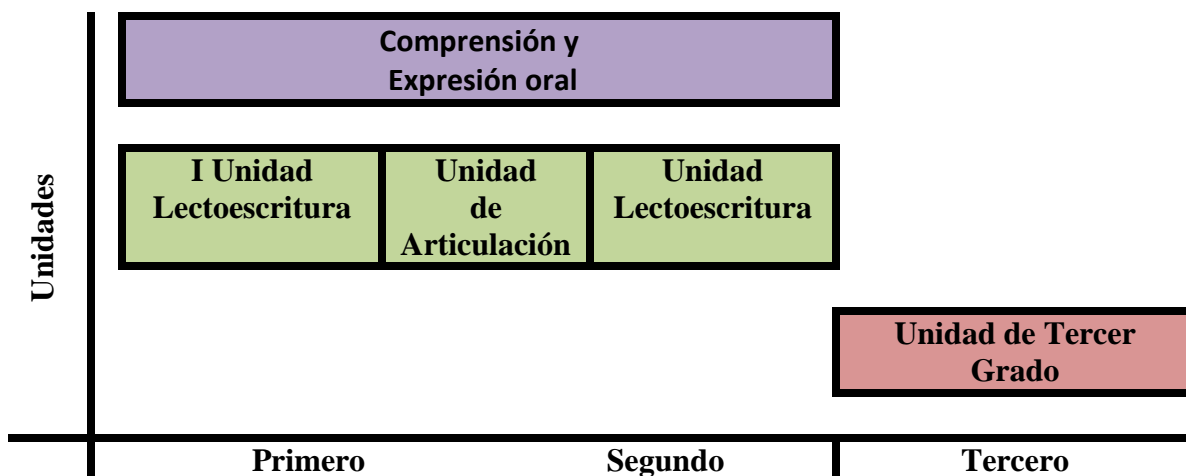 Comprensión y
Expresión oral
I Unidad
Lectoescritura
Unidad
de
Articulación
Unidad
Lectoescritura
Unidades
Unidad de Tercer
Grado
Primero
Segundo
Tercero